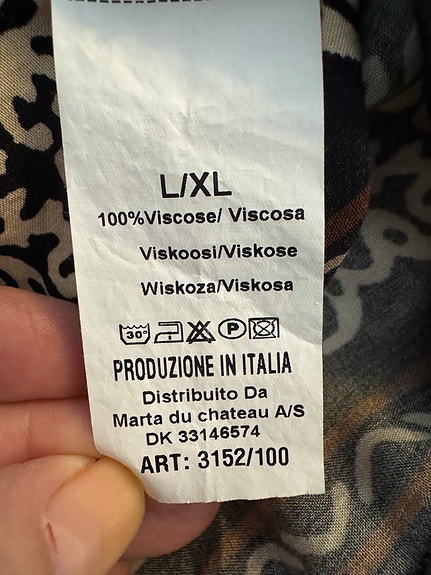 L/XL
100%Viscose/ Viscosa
Viskoosi/Viskose
Wiskoza/Viskosa
30°
P
PRODUZIONE IN ITALIA
Distribuito Da
Marta du chateau A/S
DK 33146574
ART: 3152/100